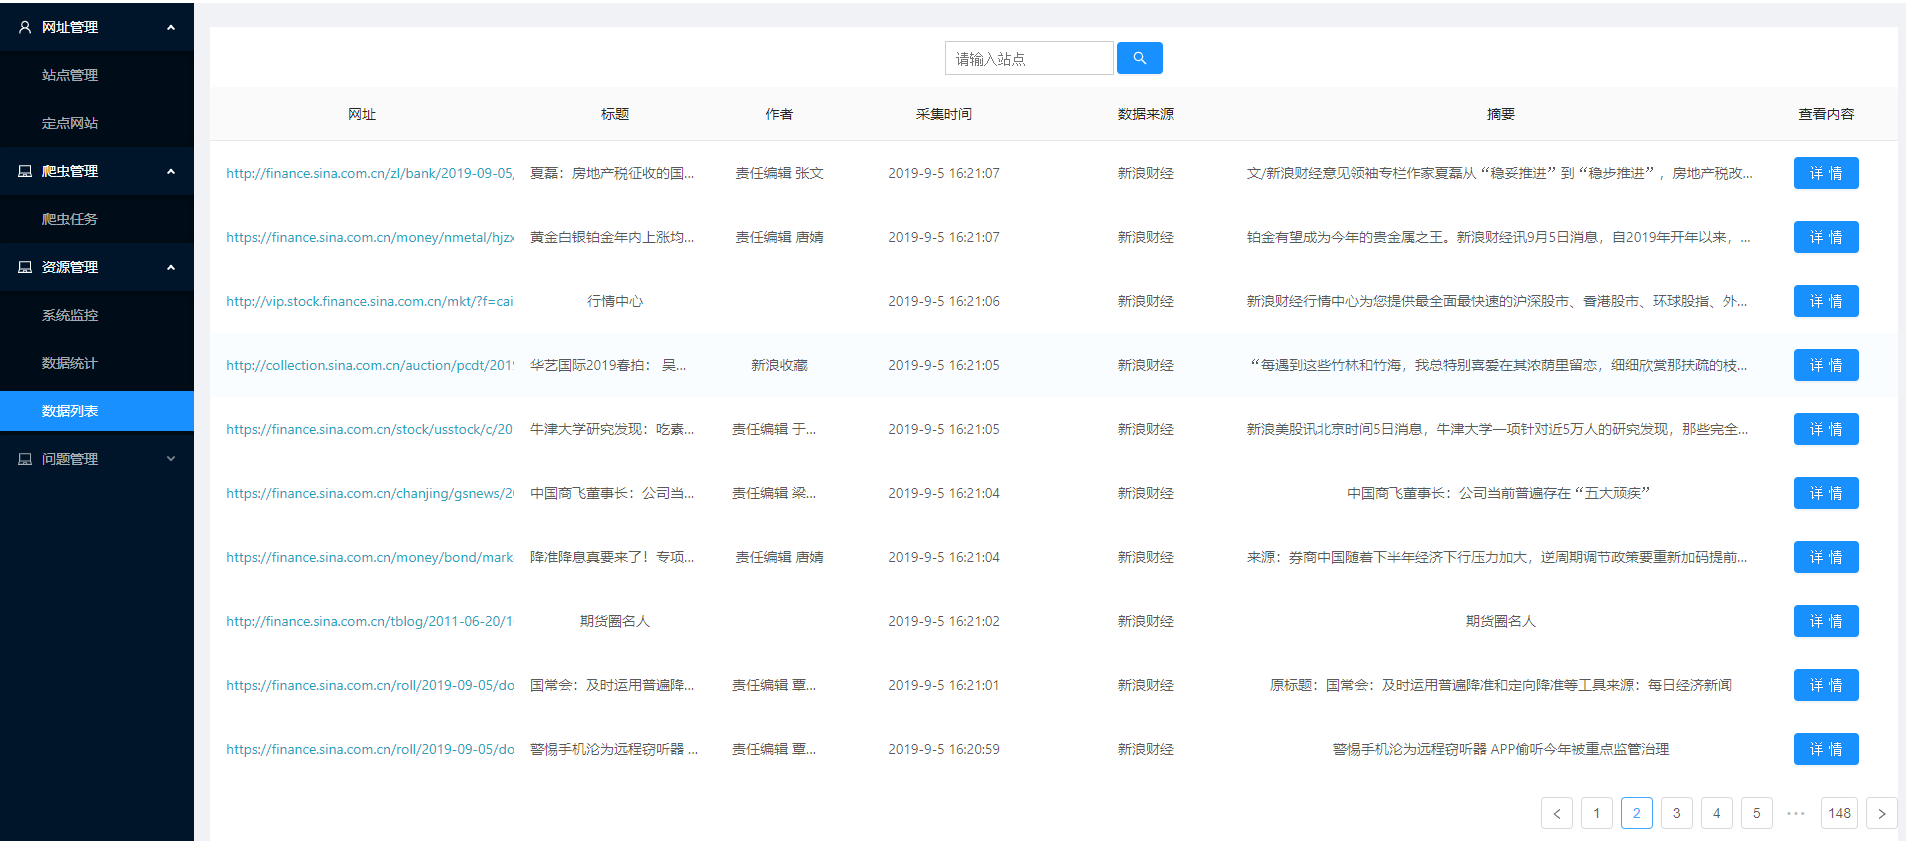 网址管理
站点管理
定点网站
爬虫管理
爬虫任务
资源管理
系统监控
数据统计
数据列表
问题管理
请输入站点
网址 标题 作者 采集时间 数据来源 摘要 查看内容
http://finance.sina.com.cn/zl/bank/2019-09-05, 夏磊：房地产税征收的国... 责任编辑 张文 2019-9-5 16:21:07 新浪财经 文/新浪财经意见领袖专栏作家夏磊从“稳妥推进”到“稳步推进”，房地产税改... 详 情
https://finance.sina.com.cn/money/nmetal/hjzx 黄金白银铂金年内上涨均... 责任编辑 唐婧 2019-9-5 16:21:07 新浪财经 铂金有望成为今年的贵金属之王。新浪财经讯9月5日消息，自2019年开年以来，... 详 情
http://vip.stock.finance.sina.com.cn/mkt/?f=cai 行情中心 2019-9-5 16:21:06 新浪财经 新浪财经行情中心为您提供最全面最快速的沪深股市、香港股市、环球股指、外... 详 情
http://collection.sina.com.cn/auction/pcdt/2019 华艺国际2019春拍： 吴... 新浪收藏 2019-9-5 16:21:05 新浪财经 “每遇到这些竹林和竹海，我总特别喜爱在其浓荫里留恋，细细欣赏那扶疏的枝... 详 情
https://finance.sina.com.cn/stock/usstock/c/20 牛津大学研究发现：吃素... 责任编辑 于... 2019-9-5 16:21:05 新浪财经 新浪美股讯北京时间5日消息，牛津大学一项针对近5万人的研究发现，那些完全... 详 情
https://finance.sina.com.cn/chanjing/gsnews/20 中国商飞董事长：公司当... 责任编辑 梁... 2019-9-5 16:21:04 新浪财经 中国商飞董事长：公司当前普遍存在“五大顽疾” 详 情
https://finance.sina.com.cn/money/bond/mark 降准降息真要来了！专项... 责任编辑 唐婧 2019-9-5 16:21:04 新浪财经 来源：券商中国随着下半年经济下行压力加大，逆周期调节政策要重新加码提前... 详 情
http://finance.sina.com.cn/tblog/2011-06-20/1 期货圈名人 2019-9-5 16:21:02 新浪财经 期货圈名人 详 情
https://finance.sina.com.cn/roll/2019-09-05/do 国常会：及时运用普遍降... 责任编辑 覃... 2019-9-5 16:21:01 新浪财经 原标题：国常会：及时运用普遍降准和定向降准等工具来源：每日经济新闻 详 情
https://finance.sina.com.cn/roll/2019-09-05/do 警惕手机沦为远程窃听器 ... 责任编辑 覃... 2019-9-5 16:20:59 新浪财经 警惕手机沦为远程窃听器 APP偷听今年被重点监管治理 详 情
< 1 2 3 4 5 ••• 148 >